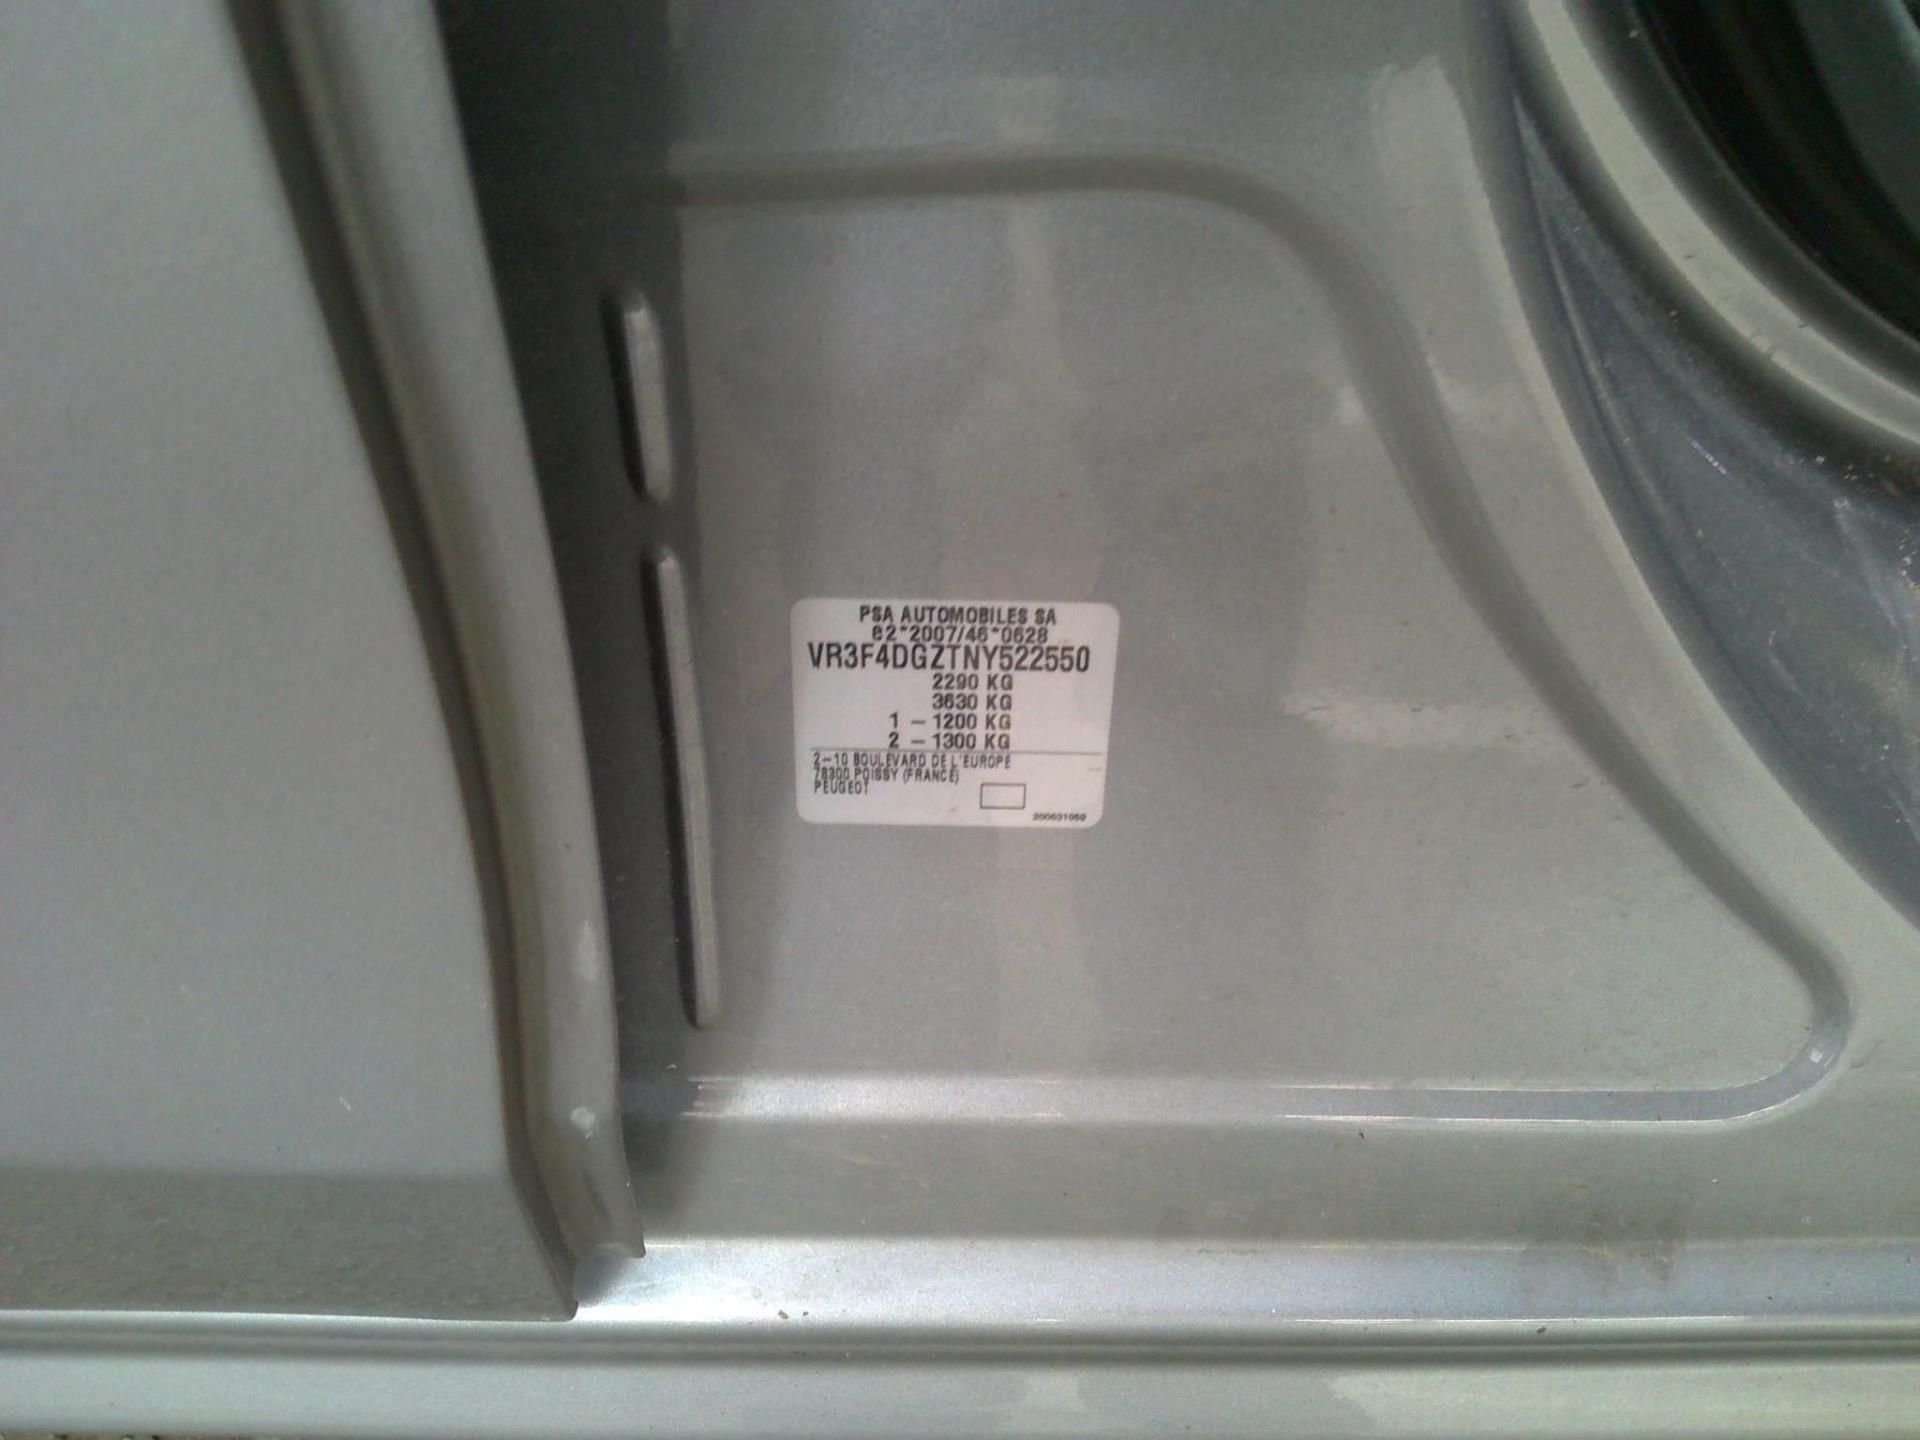 PSA AUTOMOBILES SA
e2*2007/46*0628
VR3F4DGZTNY522550
2290 KG
3630 KG
1 - 1200 KG
2 - 1300 KG
2-10 BOULEVARD DE L'EUROPE
78300 POISSY (FRANCE)
PEUGEOT
200631059